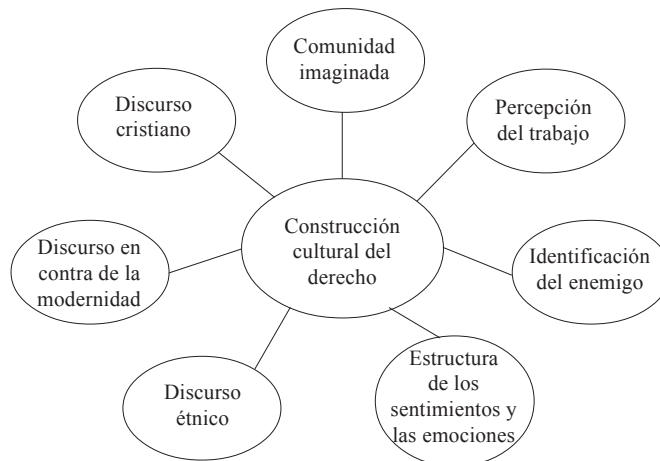 Comunidad
imaginada
Discurso
cristiano
Percepción
del trabajo
Construcción
cultural del
derecho
Discurso en
contra de la
modernidad
Identificación
del enemigo
Discurso
étnico
Estructura
de los
sentimientos y
las emociones